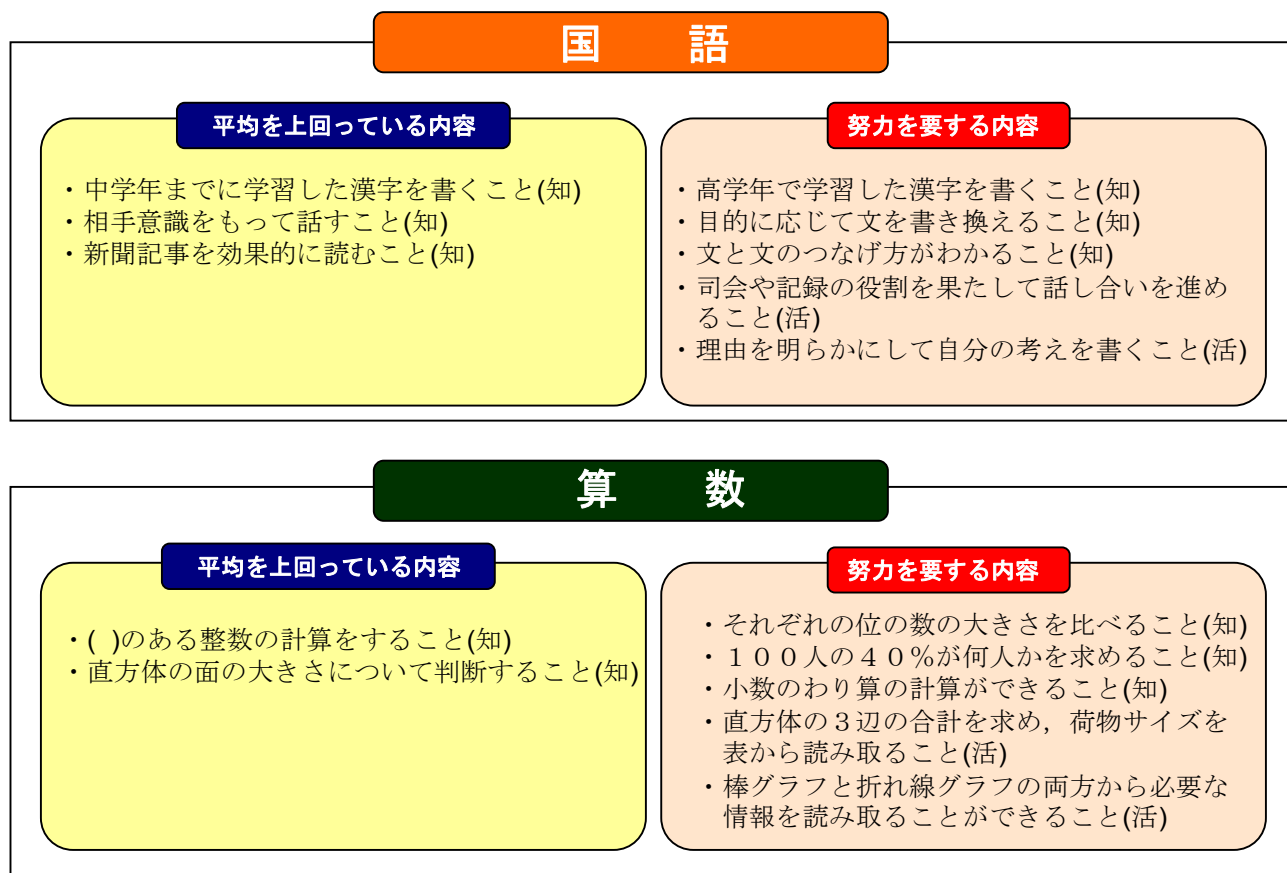 国　語
平均を上回っている内容
・中学年までに学習した漢字を書くこと(知)
・相手意識をもって話すこと(知)
・新聞記事を効果的に読むこと(知)
努力を要する内容
・高学年で学習した漢字を書くこと(知)
・目的に応じて文を書き換えること(知)
・文と文のつなげ方がわかること(知)
・司会や記録の役割を果たして話し合いを進め
ること(活)
・理由を明らかにして自分の考えを書くこと(活)
算　数
平均を上回っている内容
・( )のある整数の計算をすること(知)
・直方体の面の大きさについて判断すること(知)
努力を要する内容
・それぞれの位の数の大きさを比べること(知)
・１００人の４０％が何人かを求めること(知)
・小数のわり算の計算ができること(知)
・直方体の３辺の合計を求め，荷物サイズを
表から読み取ること(活)
・棒グラフと折れ線グラフの両方から必要な
情報を読み取ることができること(活)